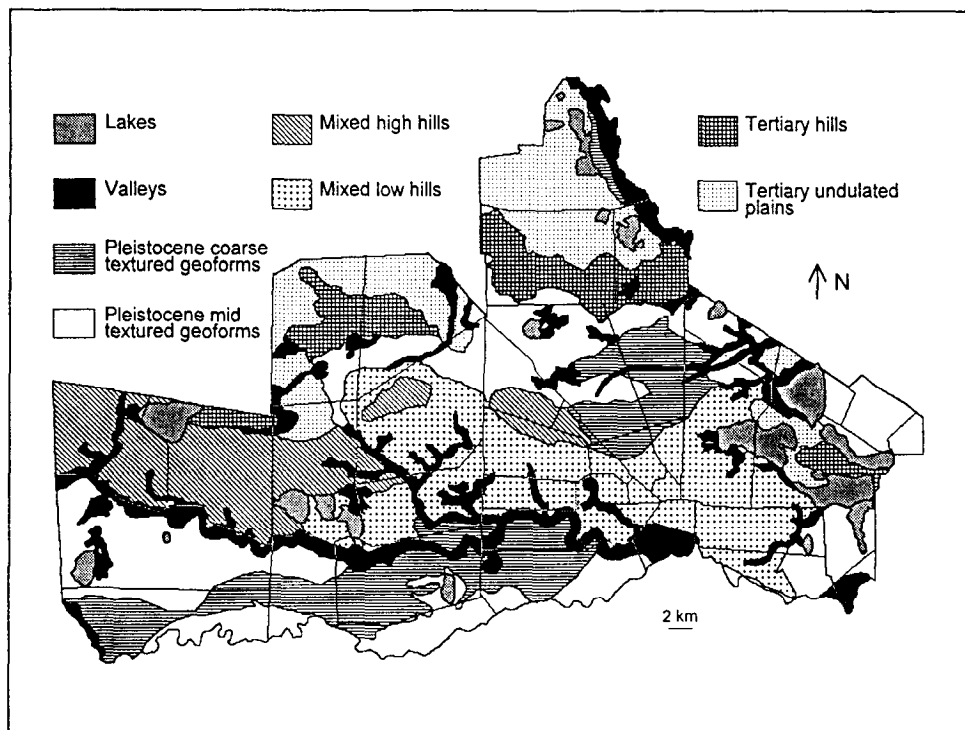 Lakes
Valleys
Pleistocene coarse
textured geoforms
Pleistocene mid
textured geoforms
Mixed high hills
Mixed low hills
Tertiary hills
Tertiary undulated
plains
N
2 km